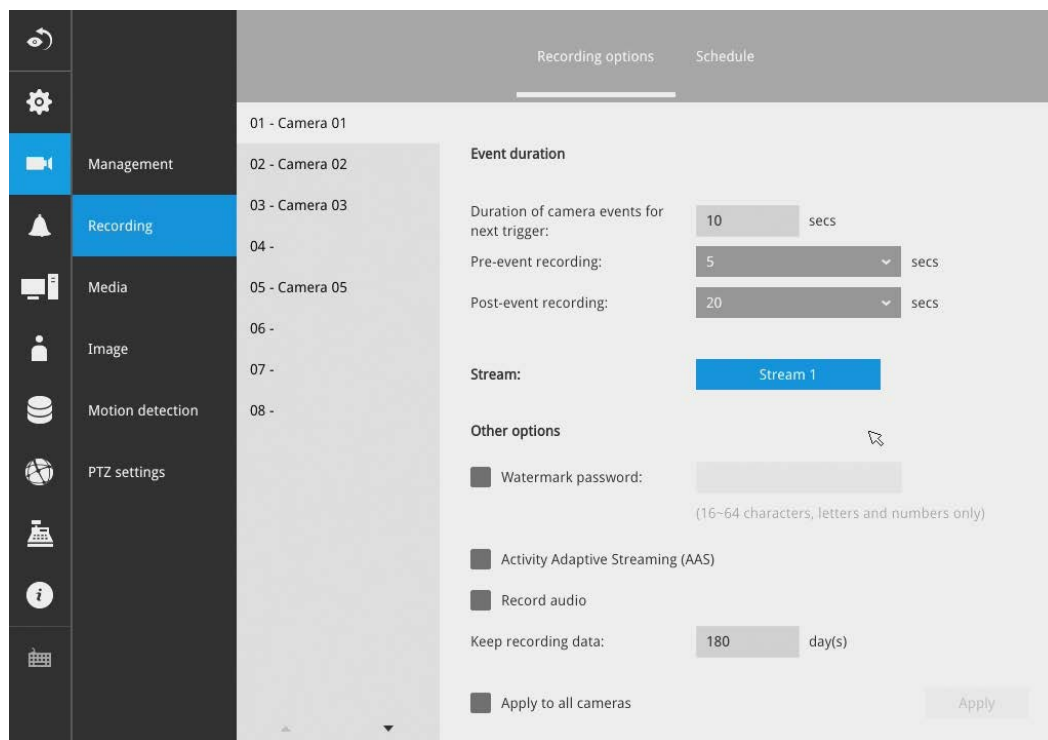 Recording options
Schedule
Management
Recording
Media
Image
Motion detection
PTZ settings
01 - Camera 01
02 - Camera 02
03 - Camera 03
04 -
05 - Camera 05
06 -
07 -
08 -
Event duration
Duration of camera events for
next trigger:
10 secs
Pre-event recording: 5 secs
Post-event recording: 20 secs
Stream: Stream 1
Other options
Watermark password:
(16~64 characters, letters and numbers only)
Activity Adaptive Streaming (AAS)
Record audio
Keep recording data: 180 day(s)
Apply to all cameras
Apply